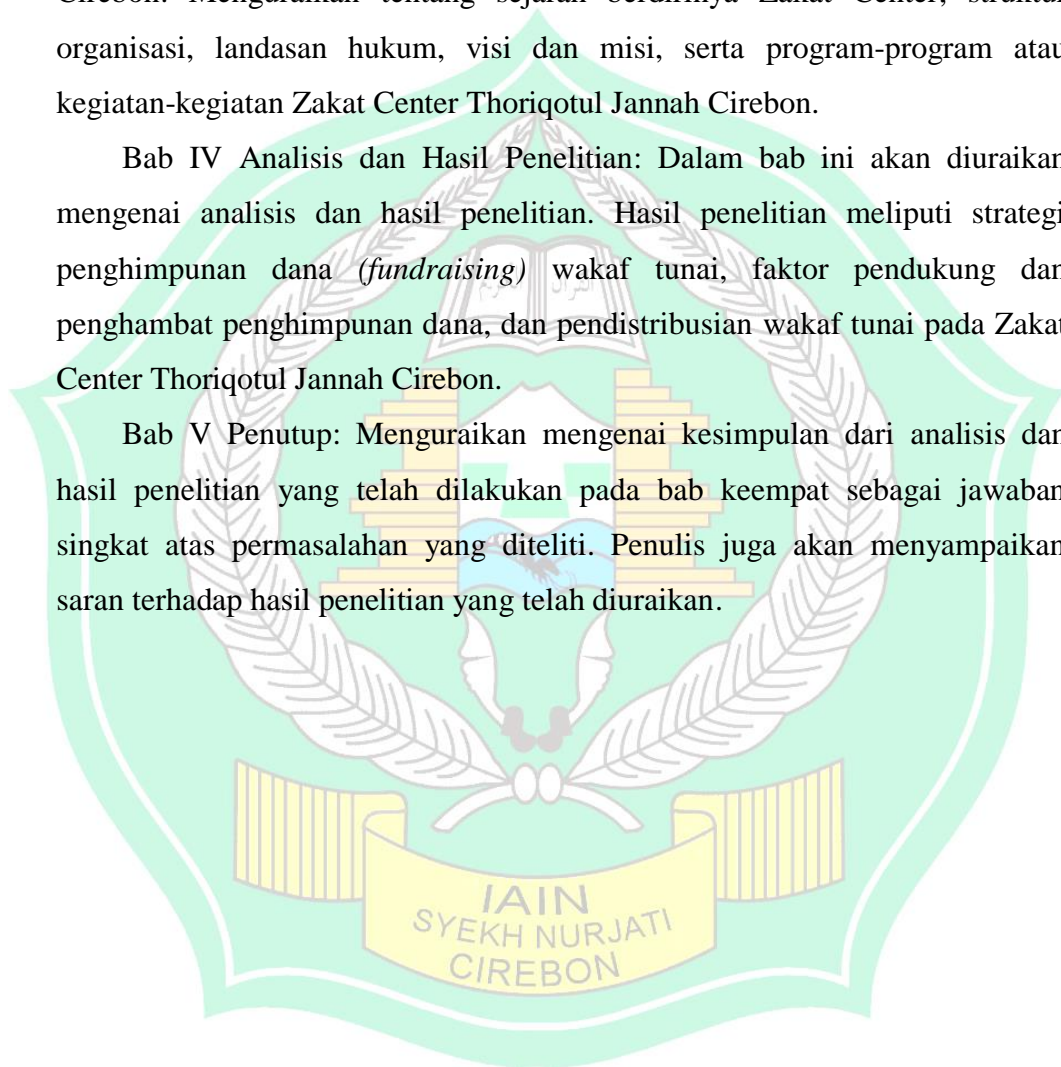 Cirebon: Menguraikan tentang sejarah berdirinya Zakat Center, struktur
organisasi, landasan hukum, visi dan misi, serta program-program atau
kegiatan-kegiatan Zakat Center Thoriqotul Jannah Cirebon.
Bab IV Analisis dan Hasil Penelitian: Dalam bab ini akan diuraikan
mengenai analisis dan hasil penelitian. Hasil penelitian meliputi strategi
penghimpunan dana (fundraising) wakaf tunai, faktor pendukung dan
penghambat penghimpunan dana, dan pendistribusian wakaf tunai pada Zakat
Center Thoriqotul Jannah Cirebon.
Bab V Penutup: Menguraikan mengenai kesimpulan dari analisis dan
hasil penelitian yang telah dilakukan pada bab keempat sebagai jawaban
singkat atas permasalahan yang diteliti. Penulis juga akan menyampaikan
saran terhadap hasil penelitian yang telah diuraikan.
IAIN
SYEKH NURJATI
CIREBON